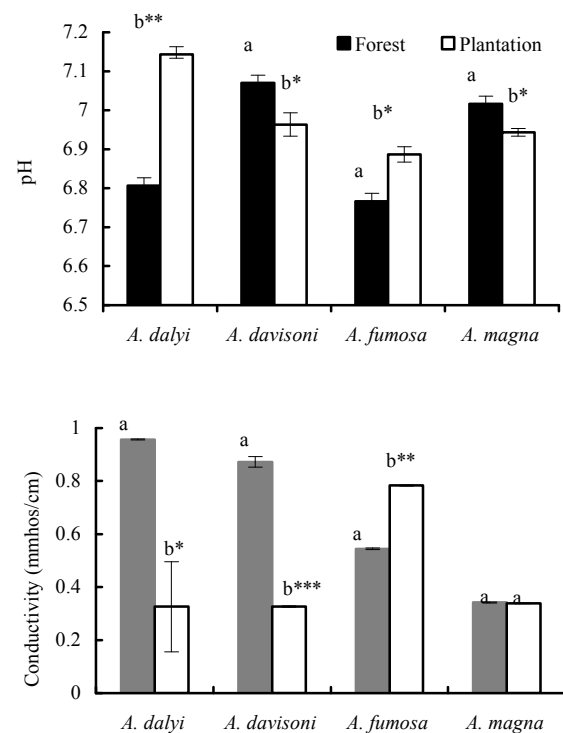 7.2
b**
a
Forest
Plantation
7.1
b*
a
b*
7
b*
6.9
a
6.8
6.7
6.6
6.5
pH
A. dalyi A. davisoni A. fumosa A. magna
1
a
a
b**
0.8
0.6
a
b*
0.4
b***
a a
0.2
0
Conductivity (mmhos/cm)
A. dalyi A. davisoni A. fumosa A. magna